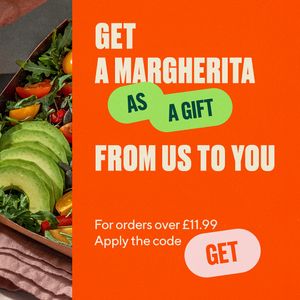 GET
A MARGHERITA
AS A GIFT
FROM US TO YOU
For orders over £11.99
Apply the code GET